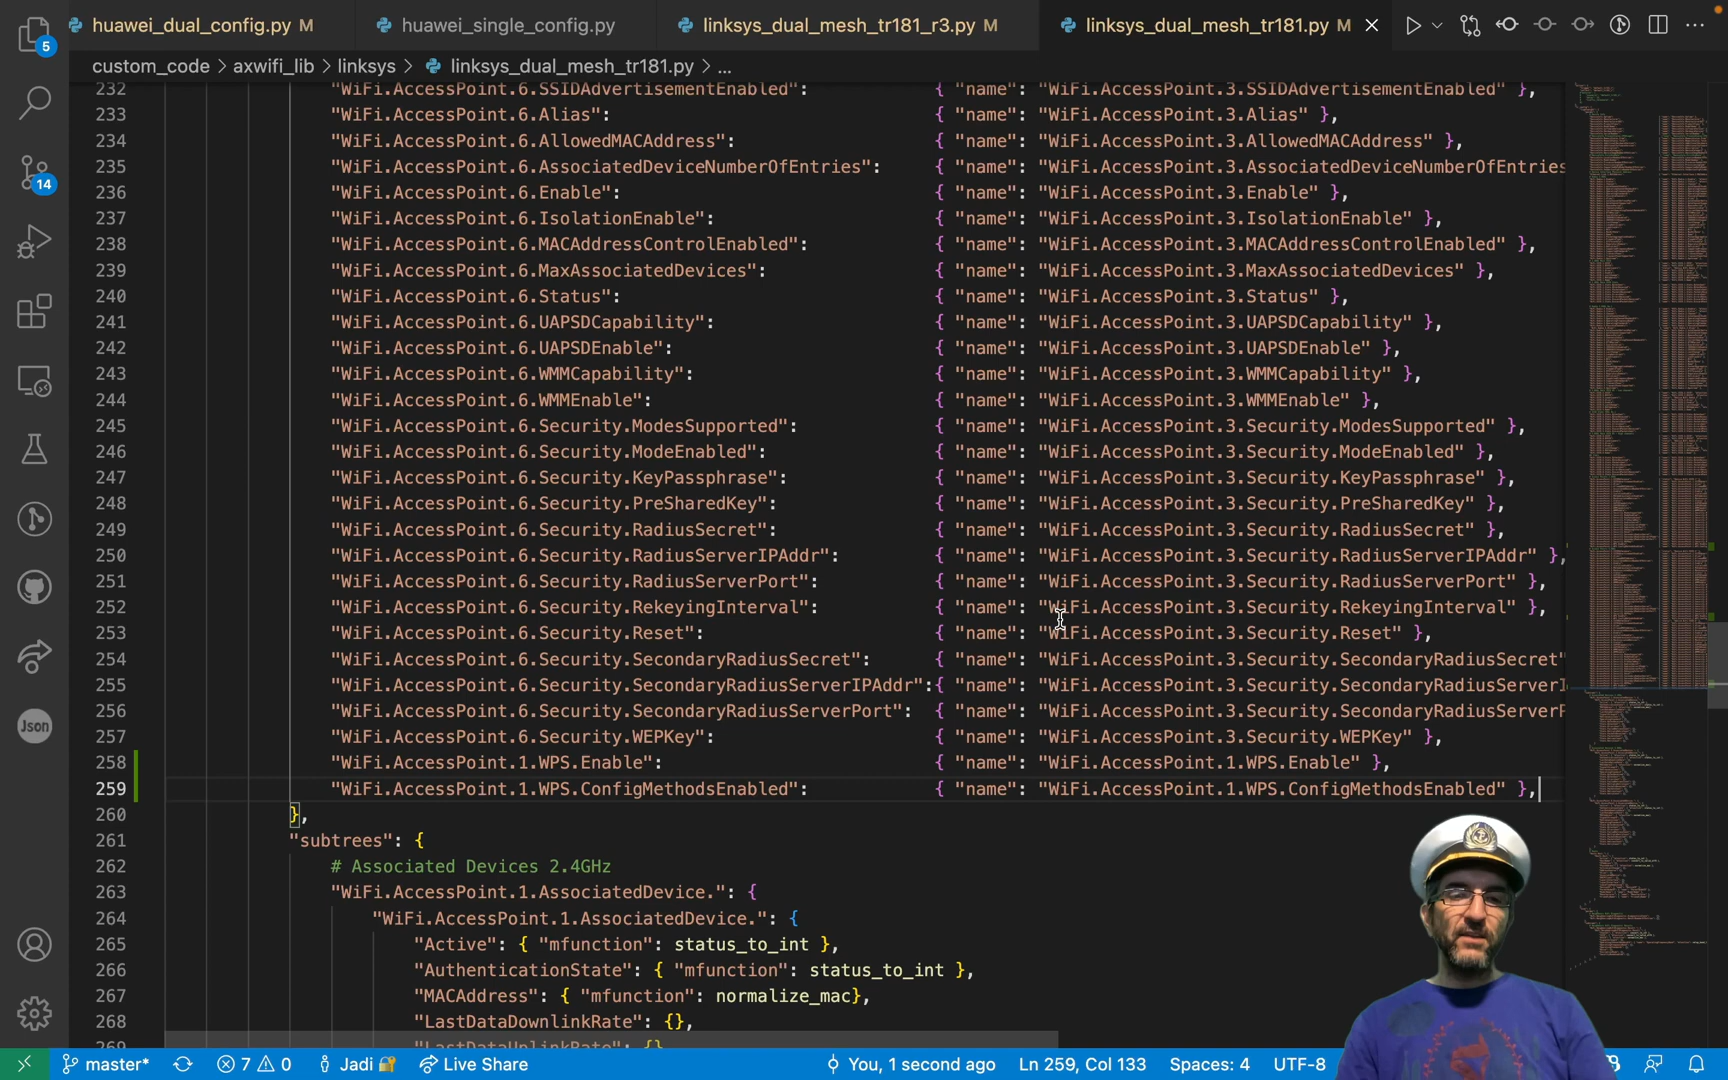 huawei_dual_config.py M
huawei_single_config.py
linksys_dual_mesh_tr181_r3.py M
linksys_dual_mesh_tr181.py M
custom_code > axwifi_lib > linksys > linksys_dual_mesh_tr181.py > ...
232 "WiFi.AccessPoint.6.SSIDAdvertisementEnabled": { "name": "WiFi.AccessPoint.3.SSIDAdvertisementEnabled" },
233 "WiFi.AccessPoint.6.Alias": { "name": "WiFi.AccessPoint.3.Alias" },
234 "WiFi.AccessPoint.6.AllowedMACAddress": { "name": "WiFi.AccessPoint.3.AllowedMACAddress" },
235 "WiFi.AccessPoint.6.AssociatedDeviceNumberOfEntries": { "name": "WiFi.AccessPoint.3.AssociatedDeviceNumberOfEntries
236 "WiFi.AccessPoint.6.Enable": { "name": "WiFi.AccessPoint.3.Enable" },
237 "WiFi.AccessPoint.6.IsolationEnable": { "name": "WiFi.AccessPoint.3.IsolationEnable" },
238 "WiFi.AccessPoint.6.MACAddressControlEnabled": { "name": "WiFi.AccessPoint.3.MACAddressControlEnabled" },
239 "WiFi.AccessPoint.6.MaxAssociatedDevices": { "name": "WiFi.AccessPoint.3.MaxAssociatedDevices" },
240 "WiFi.AccessPoint.6.Status": { "name": "WiFi.AccessPoint.3.Status" },
241 "WiFi.AccessPoint.6.UAPSDCapability": { "name": "WiFi.AccessPoint.3.UAPSDCapability" },
242 "WiFi.AccessPoint.6.UAPSDEnable": { "name": "WiFi.AccessPoint.3.UAPSDEnable" },
243 "WiFi.AccessPoint.6.WMMCapability": { "name": "WiFi.AccessPoint.3.WMMCapability" },
244 "WiFi.AccessPoint.6.WMMEnable": { "name": "WiFi.AccessPoint.3.WMMEnable" },
245 "WiFi.AccessPoint.6.Security.ModesSupported": { "name": "WiFi.AccessPoint.3.Security.ModesSupported" },
246 "WiFi.AccessPoint.6.Security.ModeEnabled": { "name": "WiFi.AccessPoint.3.Security.ModeEnabled" },
247 "WiFi.AccessPoint.6.Security.KeyPassphrase": { "name": "WiFi.AccessPoint.3.Security.KeyPassphrase" },
248 "WiFi.AccessPoint.6.Security.PreSharedKey": { "name": "WiFi.AccessPoint.3.Security.PreSharedKey" },
249 "WiFi.AccessPoint.6.Security.RadiusSecret": { "name": "WiFi.AccessPoint.3.Security.RadiusSecret" },
250 "WiFi.AccessPoint.6.Security.RadiusServerIPAddr": { "name": "WiFi.AccessPoint.3.Security.RadiusServerIPAddr" },
251 "WiFi.AccessPoint.6.Security.RadiusServerPort": { "name": "WiFi.AccessPoint.3.Security.RadiusServerPort" },
252 "WiFi.AccessPoint.6.Security.RekeyingInterval": { "name": "WiFi.AccessPoint.3.Security.RekeyingInterval" },
253 "WiFi.AccessPoint.6.Security.Reset": { "name": "WiFi.AccessPoint.3.Security.Reset" },
254 "WiFi.AccessPoint.6.Security.SecondaryRadiusSecret": { "name": "WiFi.AccessPoint.3.Security.SecondaryRadiusSecret"
255 "WiFi.AccessPoint.6.Security.SecondaryRadiusServerIPAddr":{ "name": "WiFi.AccessPoint.3.Security.SecondaryRadiusServerI
256 "WiFi.AccessPoint.6.Security.SecondaryRadiusServerPort": { "name": "WiFi.AccessPoint.3.Security.SecondaryRadiusServerP
257 "WiFi.AccessPoint.6.Security.WEPKey": { "name": "WiFi.AccessPoint.3.Security.WEPKey" },
258 "WiFi.AccessPoint.1.WPS.Enable": { "name": "WiFi.AccessPoint.1.WPS.Enable" },
259 "WiFi.AccessPoint.1.WPS.ConfigMethodsEnabled": { "name": "WiFi.AccessPoint.1.WPS.ConfigMethodsEnabled" },
260 },
261 "subtrees": {
262 # Associated Devices 2.4GHz
263 "WiFi.AccessPoint.1.AssociatedDevice.": {
264 "WiFi.AccessPoint.1.AssociatedDevice.": {
265 "Active": { "mfunction": status_to_int },
266 "AuthenticationState": { "mfunction": status_to_int },
267 "MACAddress": { "mfunction": normalize_mac},
268 "LastDataDownlinkRate": {},
269 "LastDataUplinkRate": {}
5
14
Json
master* 7 0 Jadi Live Share You, 1 second ago Ln 259, Col 133 Spaces: 4 UTF-8